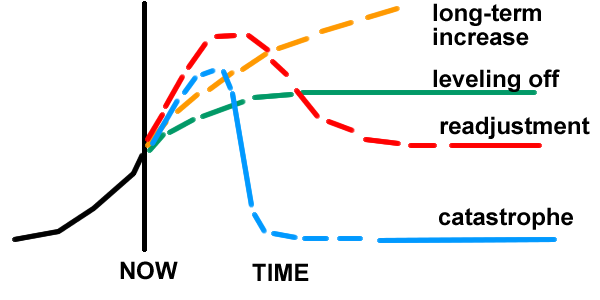 long-term
increase
leveling off
readjustment
catastrophe
NOW
TIME